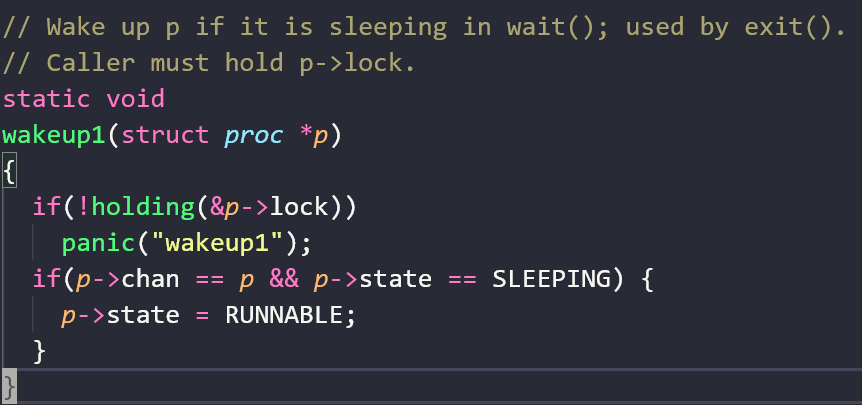 // Wake up p if it is sleeping in wait(); used by exit().
// Caller must hold p->lock.
static void
wakeup1(struct proc *p)
{
  if(!holding(&p->lock))
    panic("wakeup1");
  if(p->chan == p && p->state == SLEEPING) {
    p->state = RUNNABLE;
  }
}